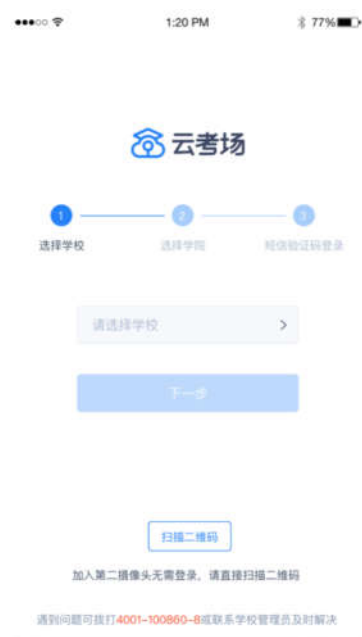 1:20 PM
77%
云考场
1
2
3
选择学校
选择学院
短信验证码登录
请选择学校
下一步
扫描二维码
加入第二摄像头无需登录，请直接扫描二维码
遇到问题可拨打4001-100860-8或联系学校管理员及时解决